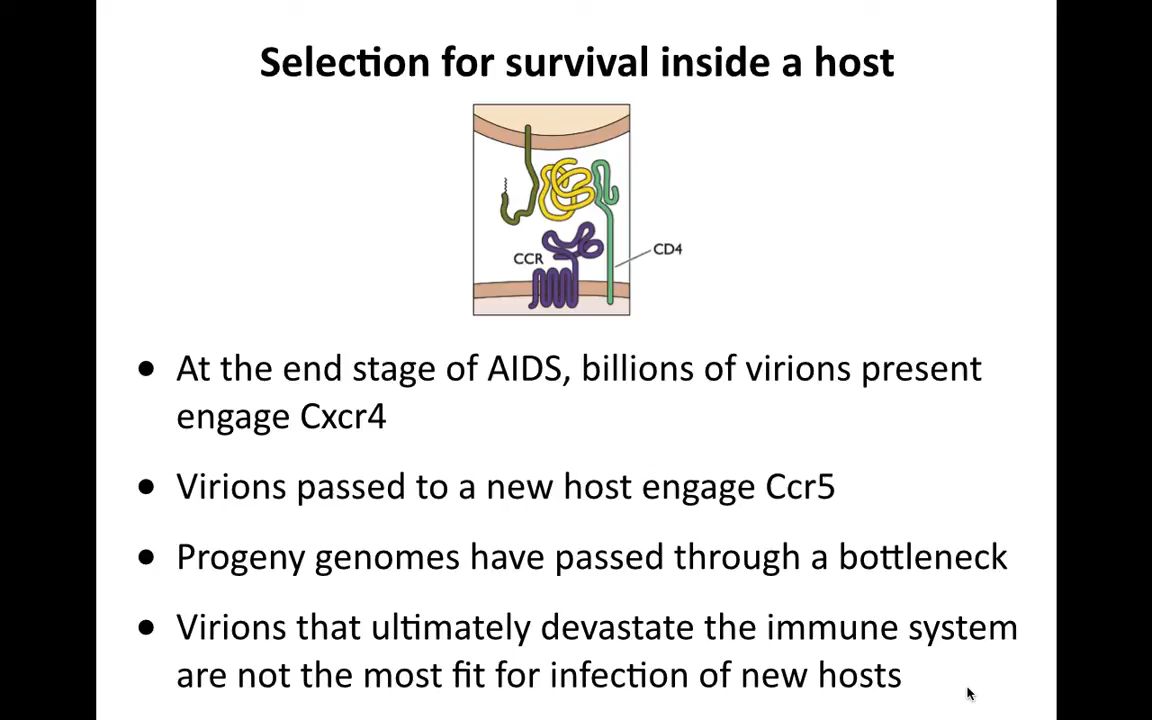 Selection for survival inside a host
CCR
CD4
• At the end stage of AIDS, billions of virions present
engage Cxcr4
• Virions passed to a new host engage Ccr5
• Progeny genomes have passed through a bottleneck
• Virions that ultimately devastate the immune system
are not the most fit for infection of new hosts